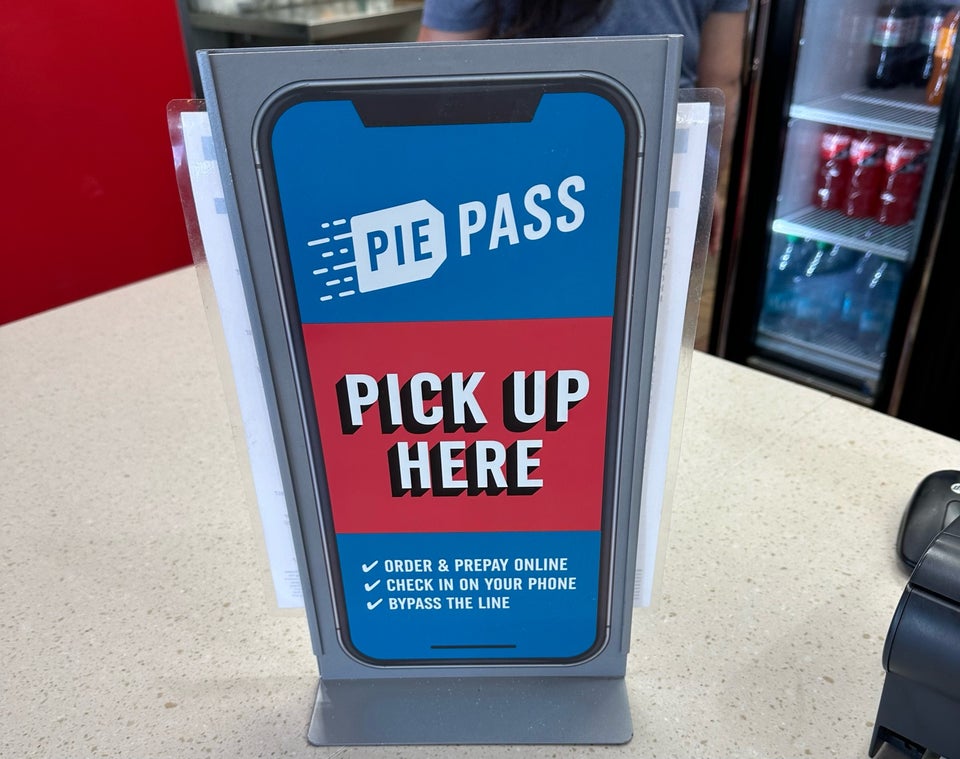 PIE PASS
PICK UP
HERE
✔ ORDER & PREPAY ONLINE
✔ CHECK IN ON YOUR PHONE
✔ BYPASS THE LINE